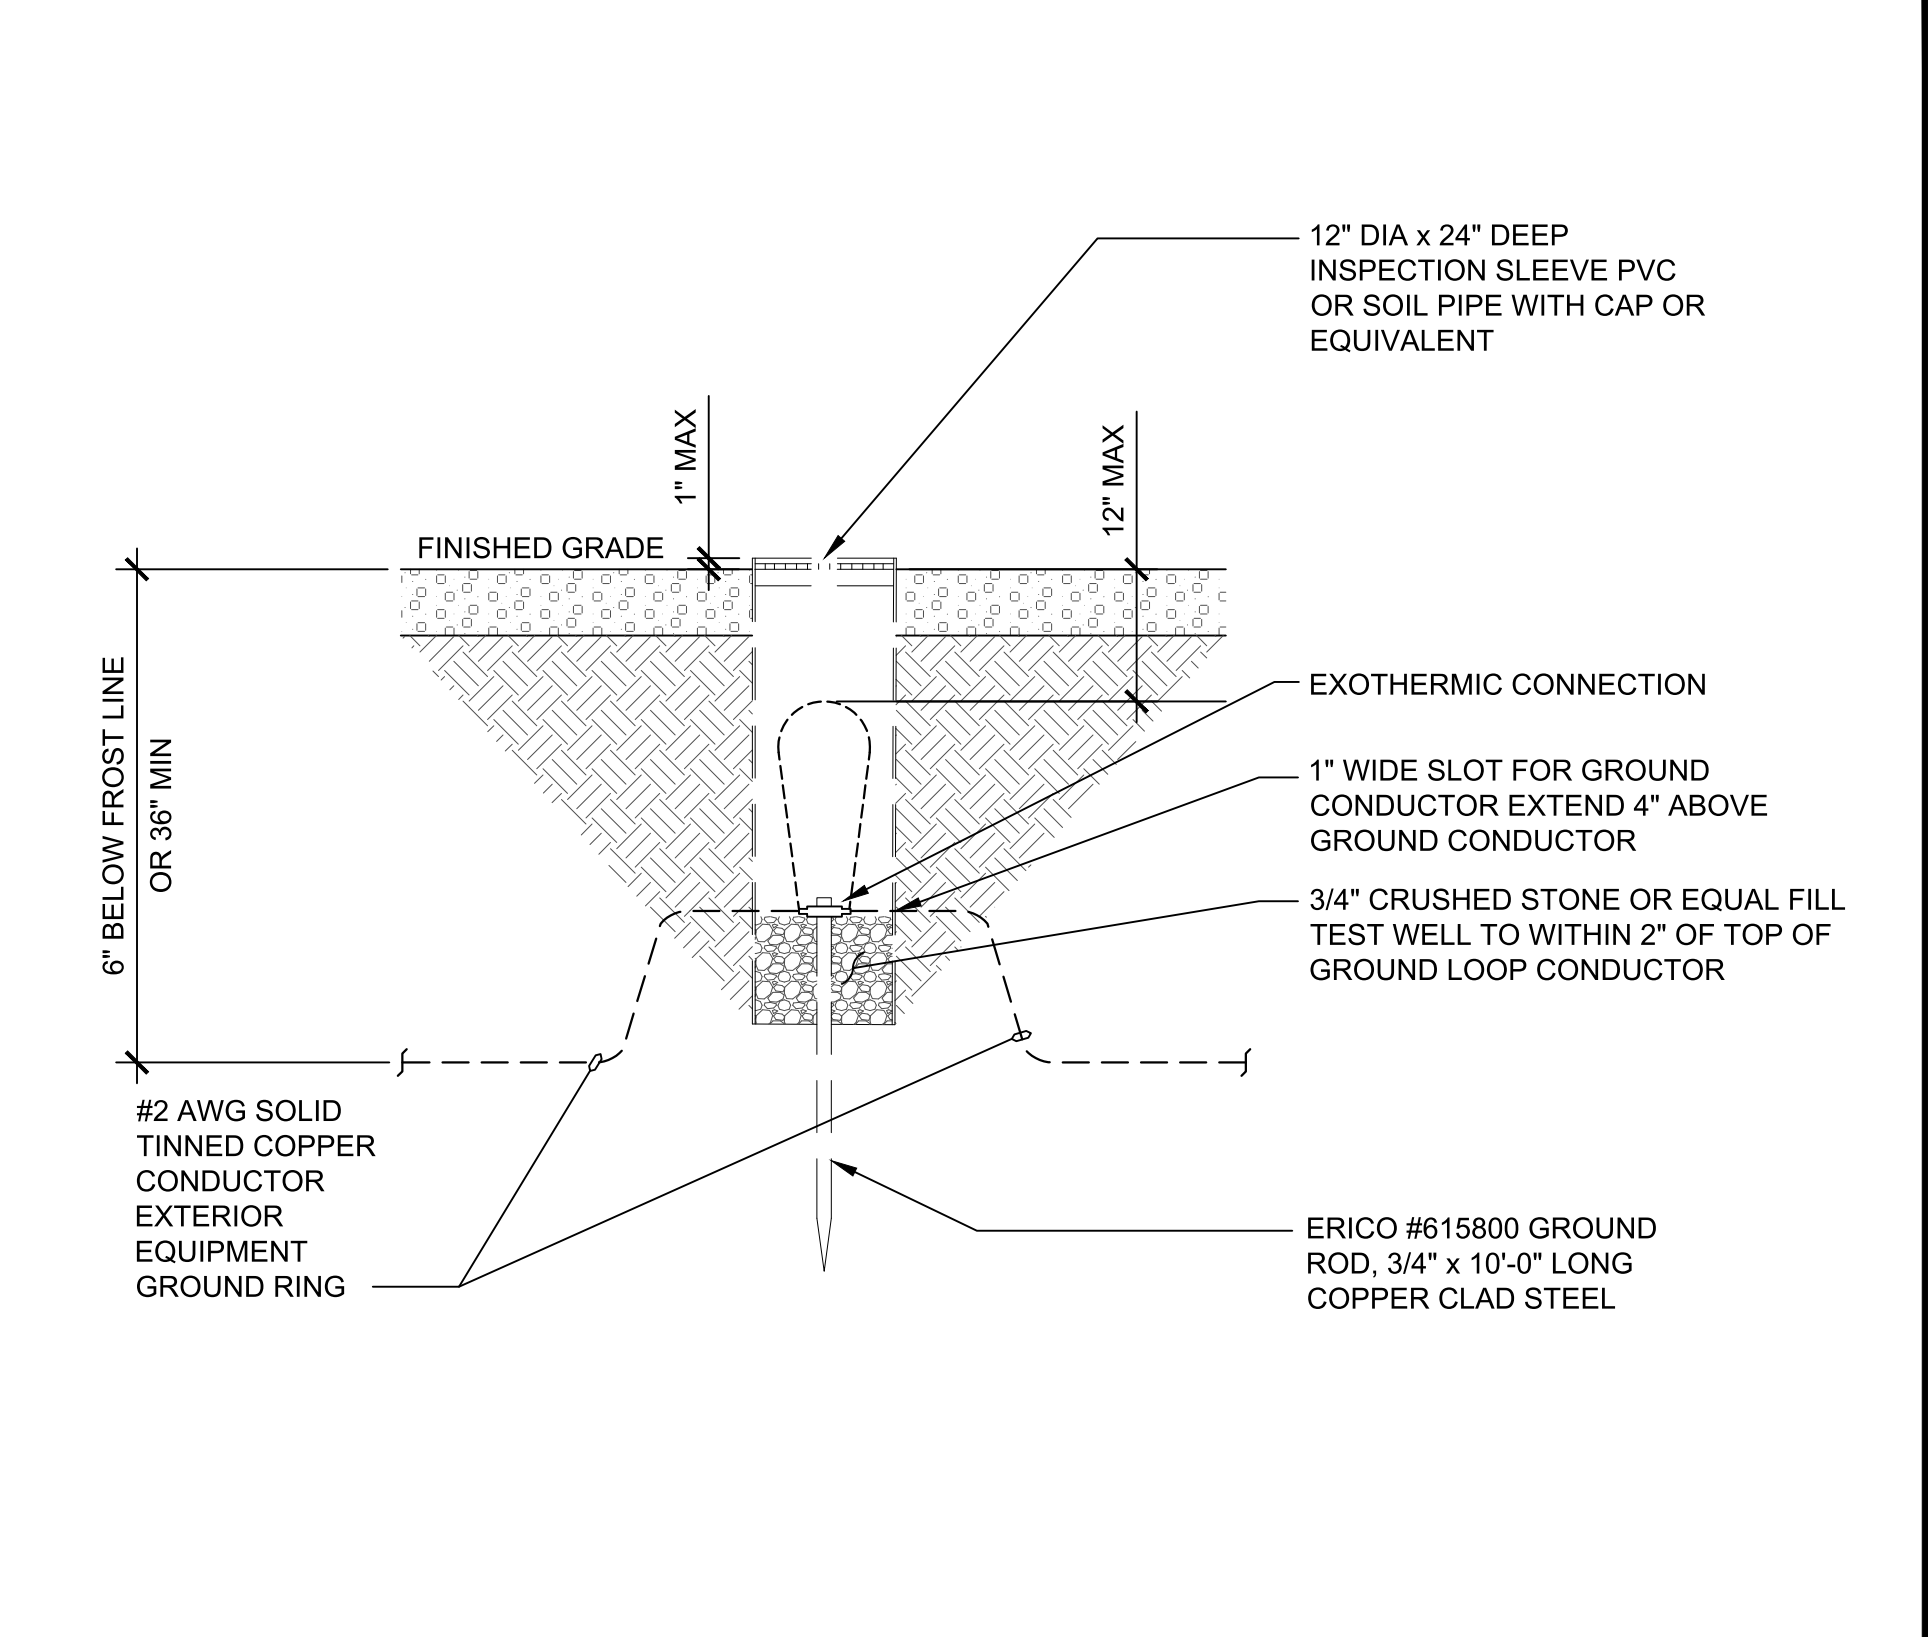 12" DIA x 24" DEEP
INSPECTION SLEEVE PVC
OR SOIL PIPE WITH CAP OR
EQUIVALENT
1" MAX
12" MAX
FINISHED GRADE
6" BELOW FROST LINE
OR 36" MIN
EXOTHERMIC CONNECTION
1" WIDE SLOT FOR GROUND
CONDUCTOR EXTEND 4" ABOVE
GROUND CONDUCTOR
3/4" CRUSHED STONE OR EQUAL FILL
TEST WELL TO WITHIN 2" OF TOP OF
GROUND LOOP CONDUCTOR
#2 AWG SOLID
TINNED COPPER
CONDUCTOR
EXTERIOR
EQUIPMENT
GROUND RING
ERICO #615800 GROUND
ROD, 3/4" x 10'-0" LONG
COPPER CLAD STEEL